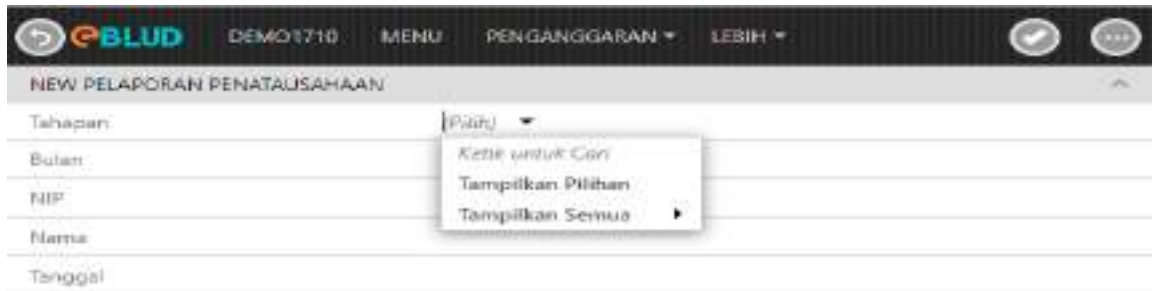 eBLUD DEMO1710 MENU PENGANGGARAN LEBIH
NEW PELAPORAN PENATAUSAHAAN
Tahapan (Pilih)
Ketik untuk Cari
Bulan
Tampilkan Pilihan
NIP
Tampilkan Semua
Nama
Tanggal